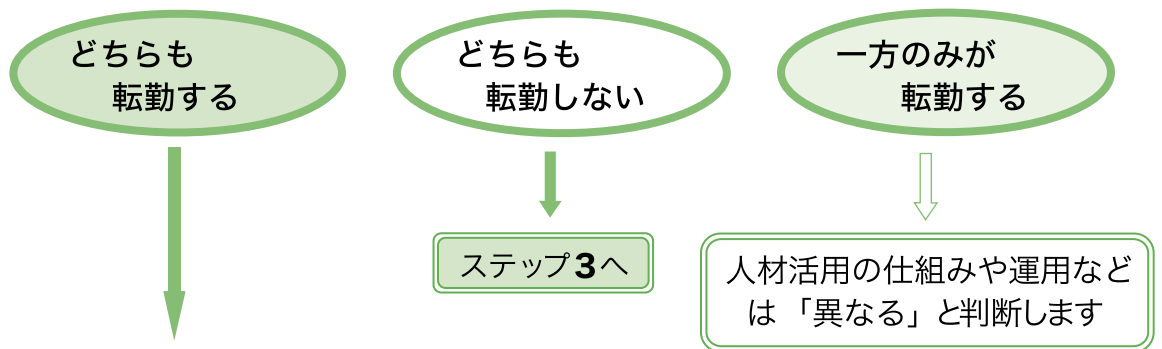 どちらも
転勤する
どちらも
転勤しない
一方のみが
転勤する
ステップ3へ
人材活用の仕組みや運用など
は「異なる」と判断します